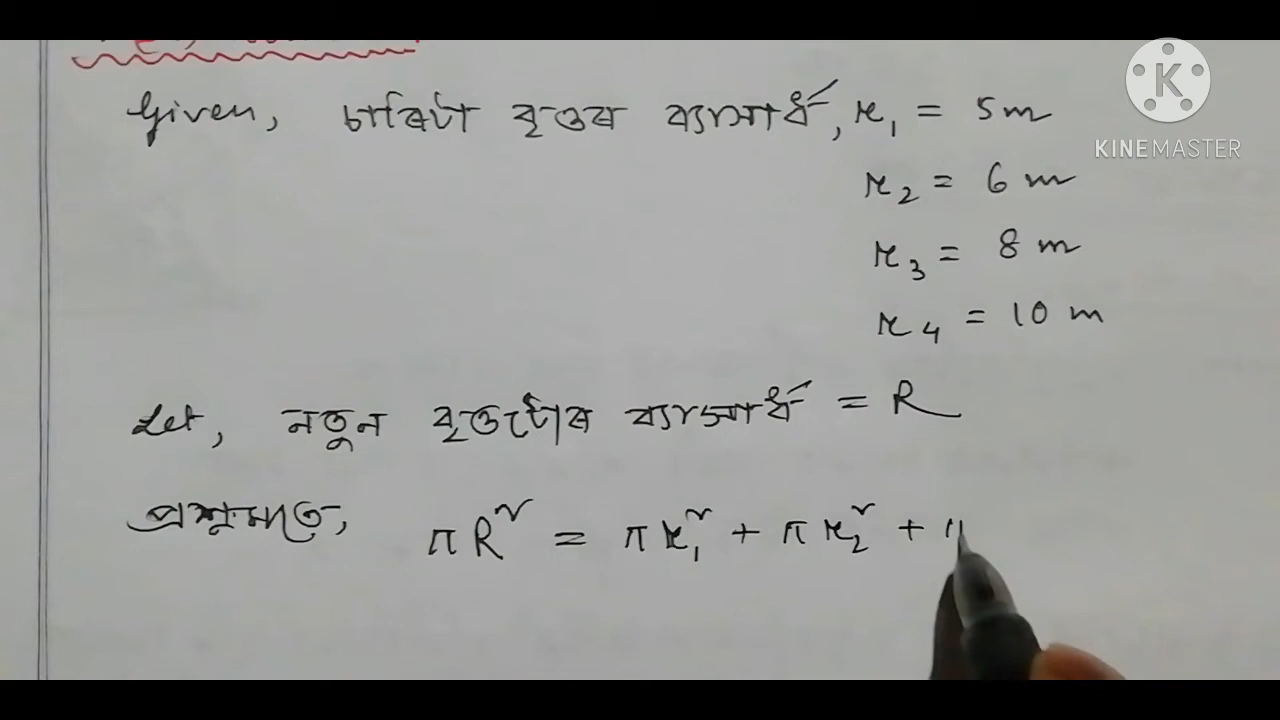 Given, চাৰিটা বৃত্তৰ ব্যাসাৰ্ধ, r₁ = 5m
r₂ = 6 m
r₃ = 8 m
r₄ = 10 m
Let, নতুন বৃত্তটোৰ ব্যাসাৰ্ধ = R
প্ৰশ্নমতে, πR² = πr₁² + πr₂² +
K
KINEMASTER